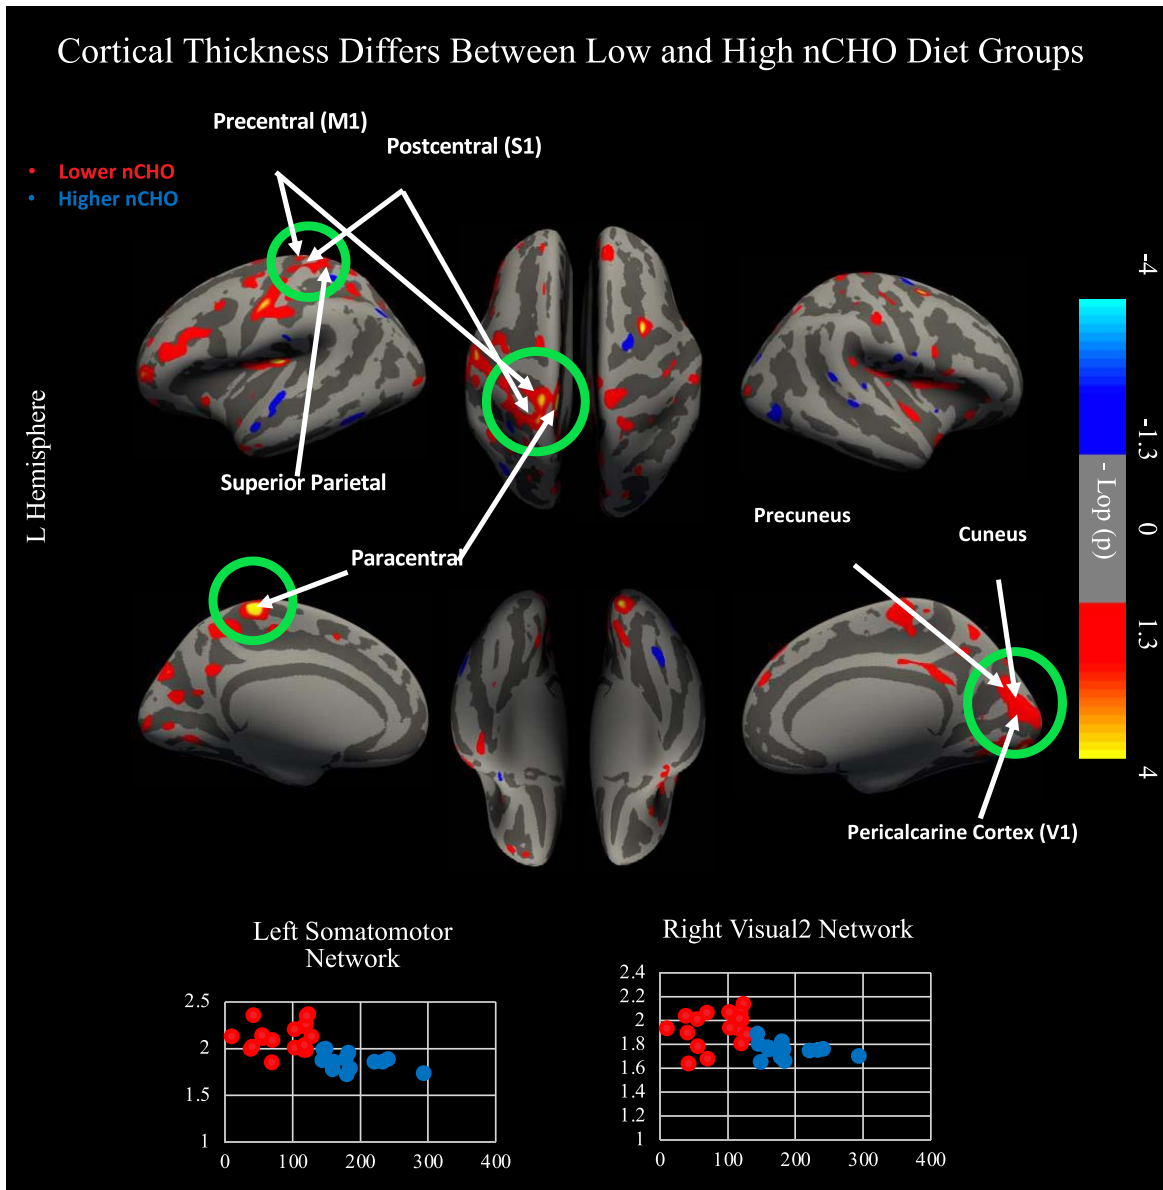 Cortical Thickness Differs Between Low and High nCHO Diet Groups
Precentral (M1)
Postcentral (S1)
• Lower nCHO
• Higher nCHO
L Hemisphere
Superior Parietal
Paracentral
Precuneus
Cuneus
Pericalcarine Cortex (V1)
-4
-1.3
- Lop (p)
0
1.3
4
Left Somatomotor
Network
2.5
2
1.5
1
0 100 200 300 400
Right Visual2 Network
2.4
2.2
2
1.8
1.6
1.4
1.2
1
0 100 200 300 400